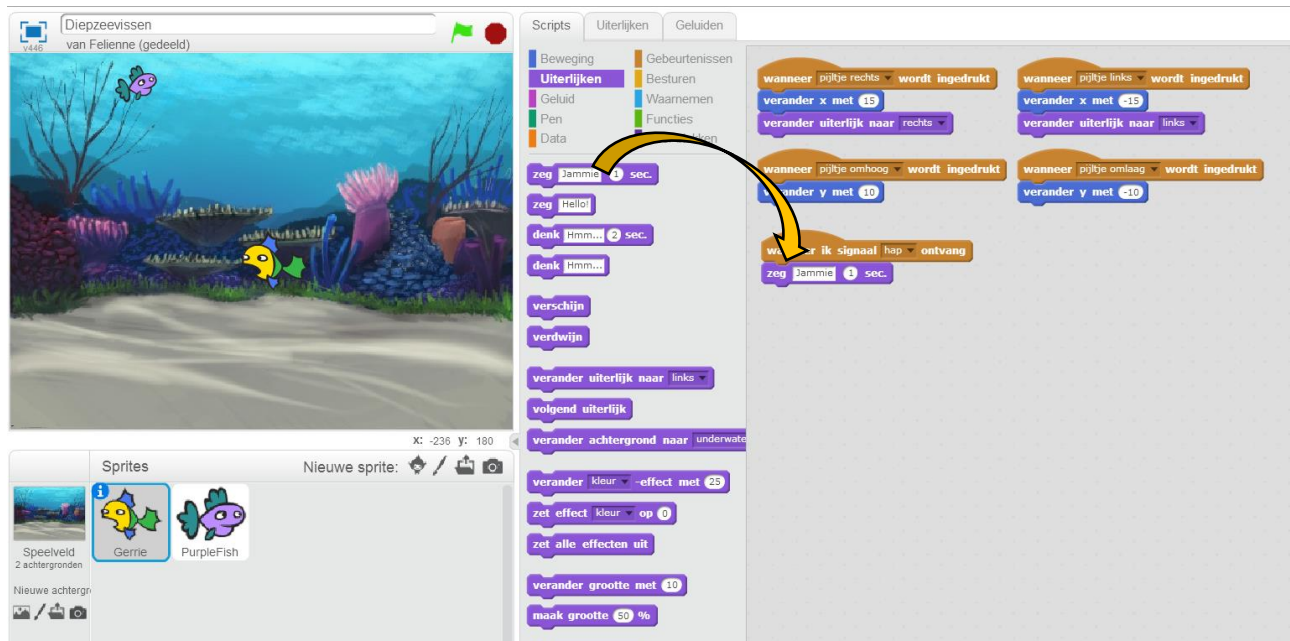 Diepzeevissen
v446
van Felienne (gedeeld)
x: -236 y: 180
Sprites
Nieuwe sprite:
Speelveld
2 achtergronden
Gerrie
PurpleFish
Nieuwe achtergr
Scripts Uiterlijken Geluiden
Beweging Gebeurtenissen
Uiterlijken Besturen
Geluid Waarnemen
Pen Functies
Data
zeg Jammie 1 sec.
zeg Hello!
denk Hmm... 2 sec.
denk Hmm...
verschijn
verdwijn
verander uiterlijk naar links
volgend uiterlijk
verander achtergrond naar underwate
verander kleur -effect met 25
zet effect kleur op 0
zet alle effecten uit
verander grootte met 10
maak grootte 50 %
wanneer pijltje rechts wordt ingedrukt
verander x met 15
verander uiterlijk naar rechts
wanneer pijltje links wordt ingedrukt
verander x met -15
verander uiterlijk naar links
wanneer pijltje omhoog wordt ingedrukt
verander y met 10
wanneer pijltje omlaag wordt ingedrukt
verander y met -10
wanneer ik signaal hap ontvang
zeg Jammie 1 sec.